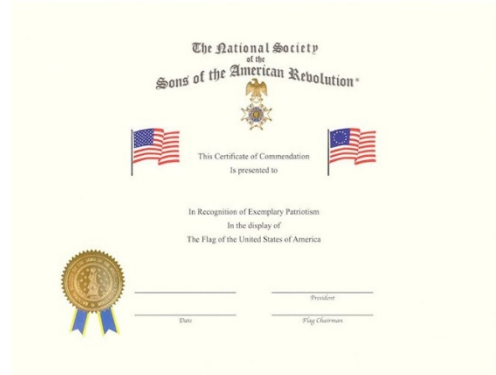 The National Society
of the
Sons of the American Revolution®
This Certificate of Commendation
Is presented to
In Recognition of Exemplary Patriotism
In the display of
The Flag of the United States of America
President
Date
Flag Chairman